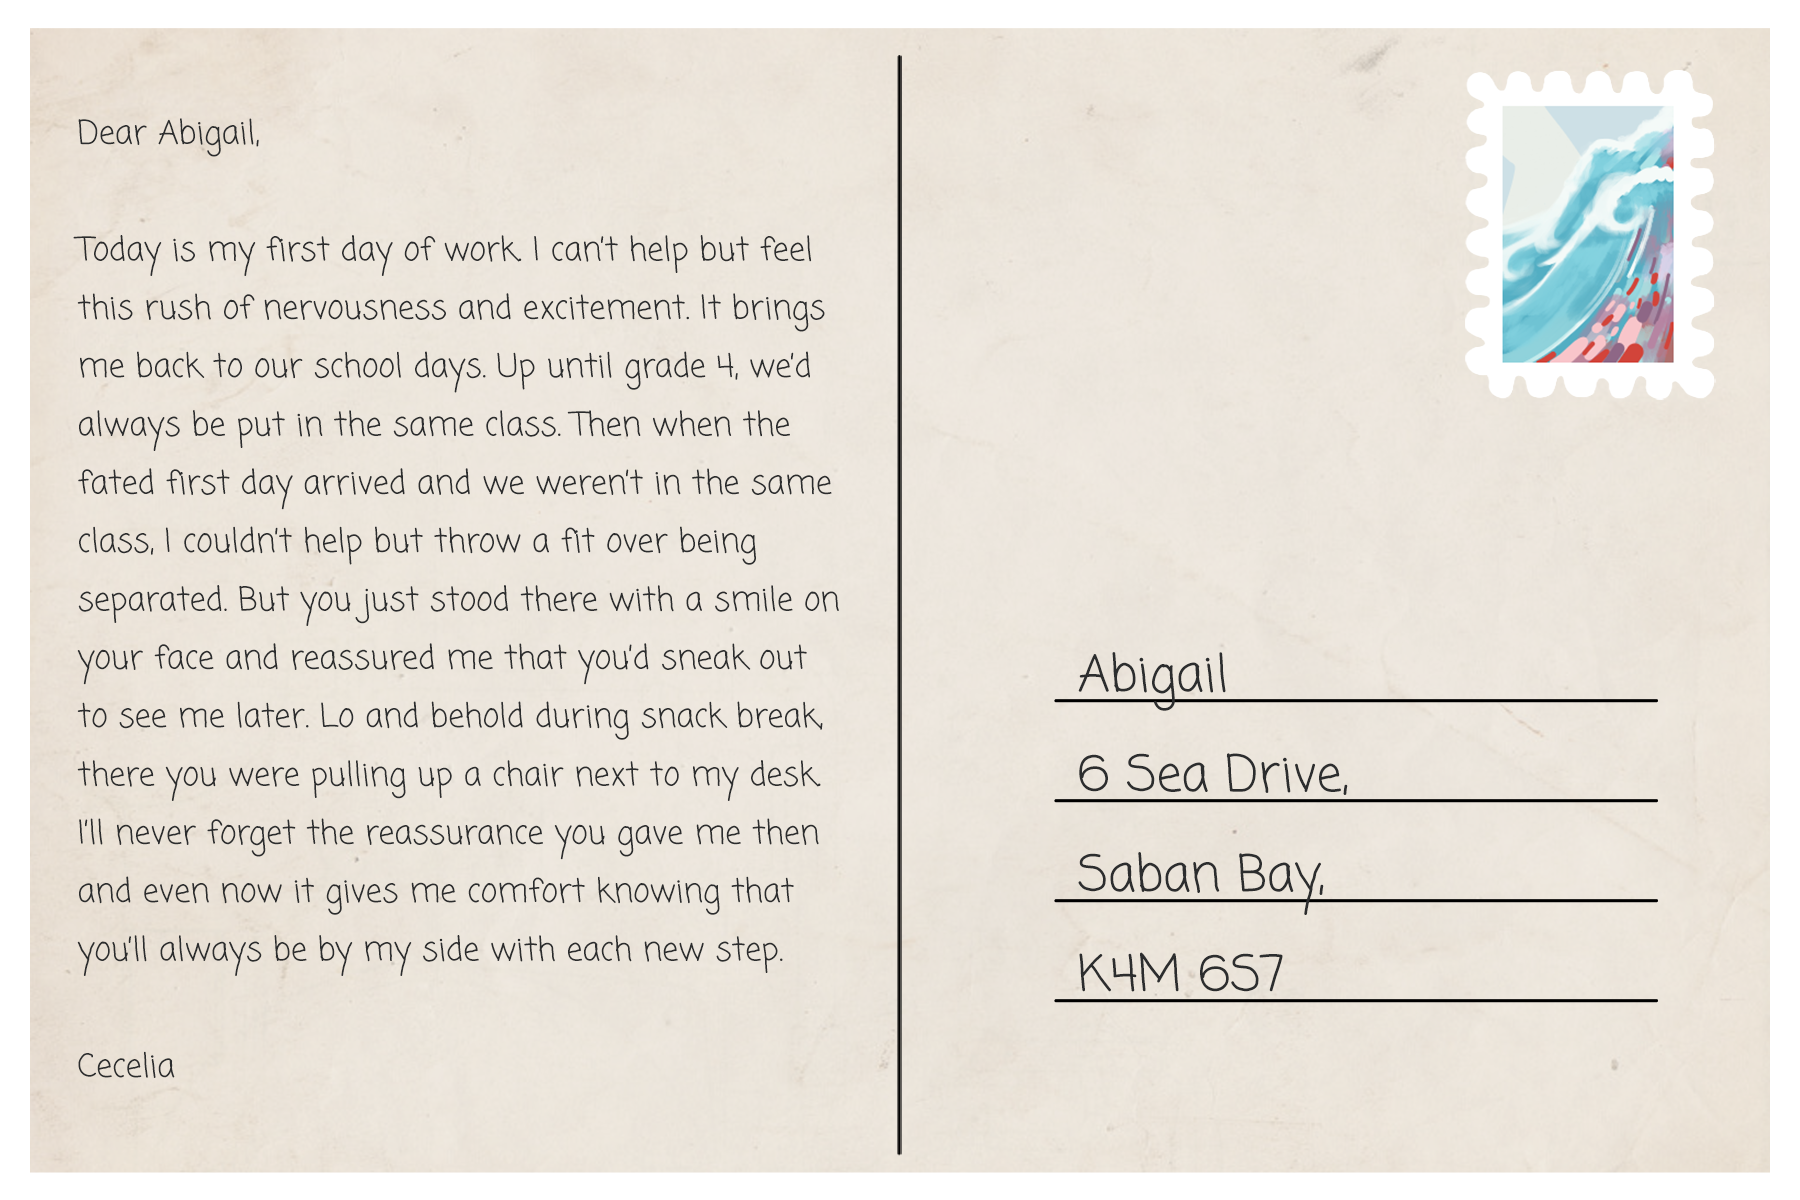 Dear Abigail,
Today is my first day of work. I can't help but feel
this rush of nervousness and excitement. It brings
me back to our school days. Up until grade 4, we'd
always be put in the same class. Then when the
fated first day arrived and we weren't in the same
class, I couldn't help but throw a fit over being
separated. But you just stood there with a smile on
your face and reassured me that you'd sneak out
to see me later. Lo and behold during snack break,
there you were pulling up a chair next to my desk.
I'll never forget the reassurance you gave me then
and even now it gives me comfort knowing that
you'll always be by my side with each new step.
Cecelia
Abigail
6 Sea Drive,
Saban Bay,
K4M 6S7